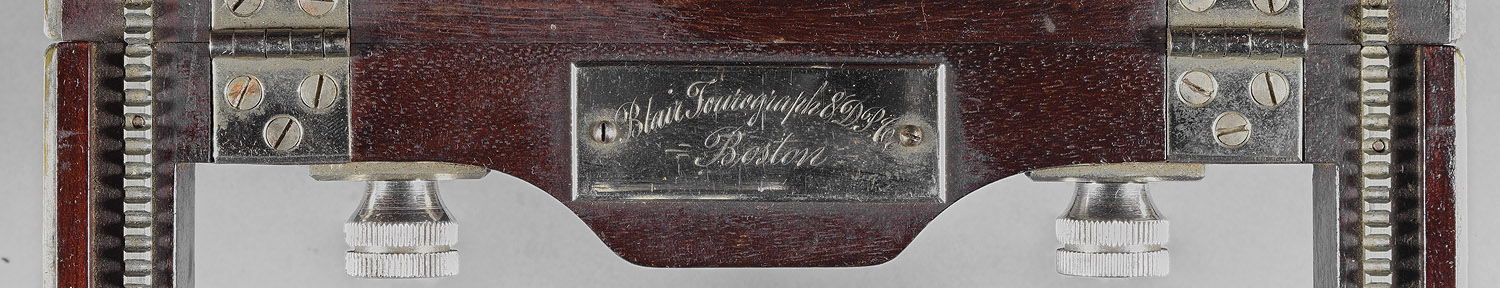 Blair Tourograph & D. P. Co.
Boston